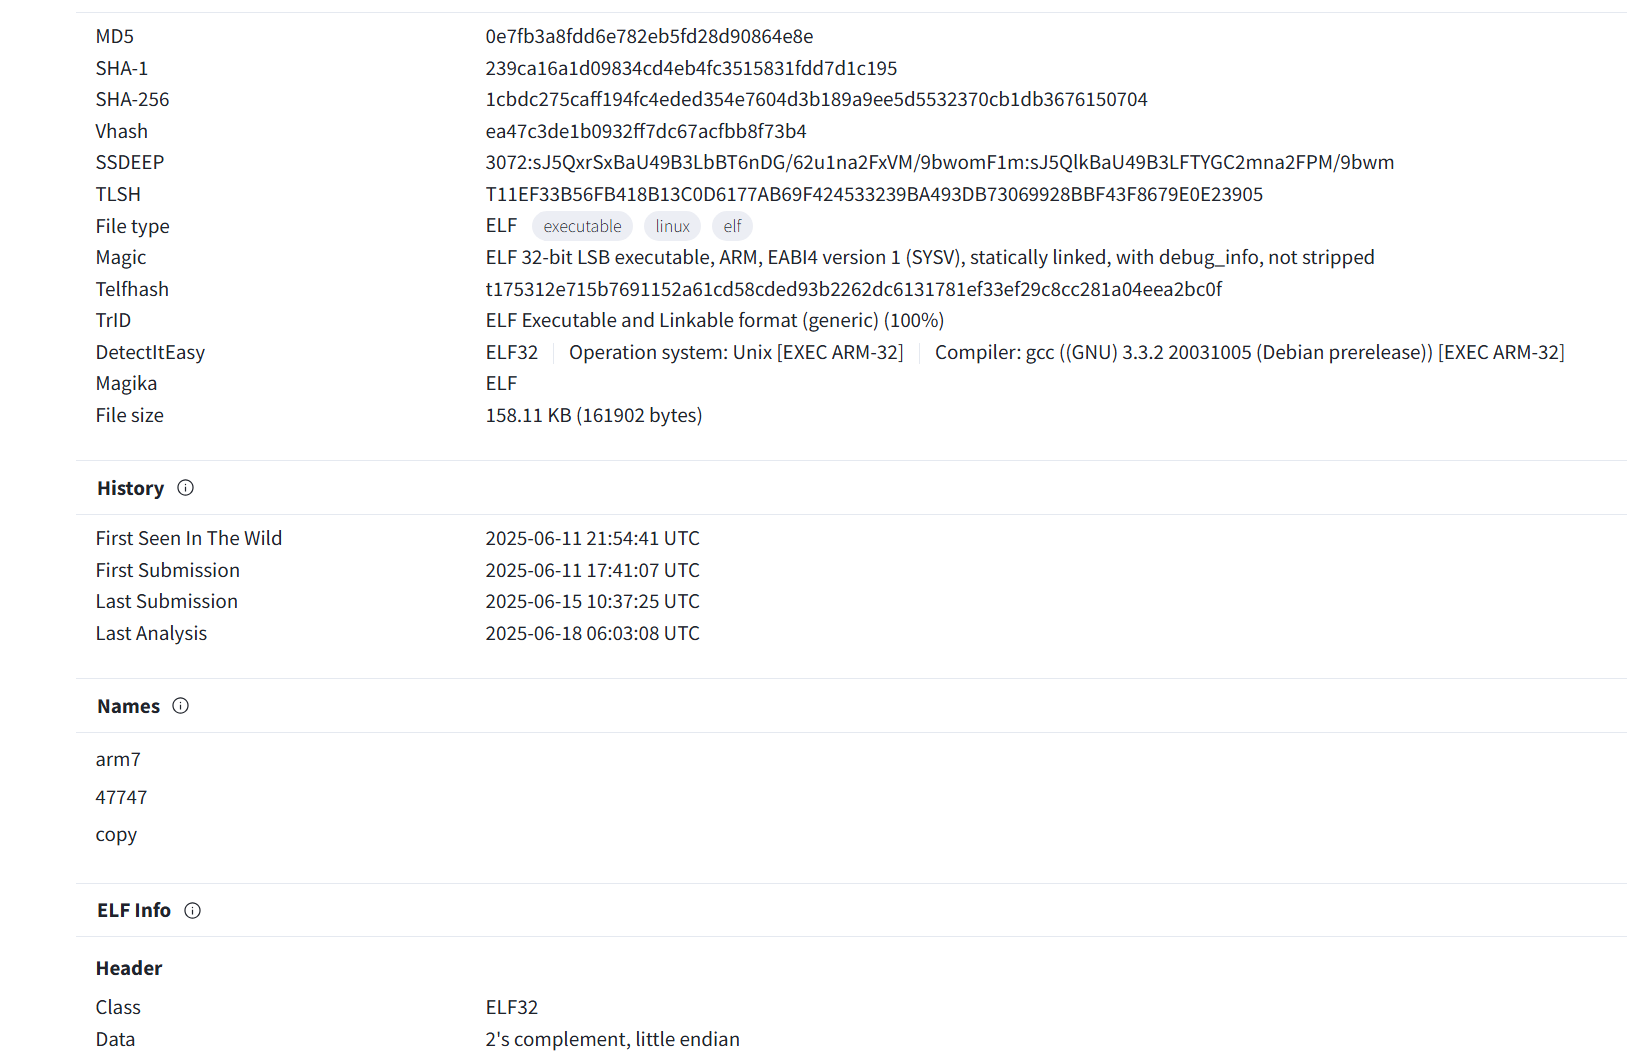 MD5 0e7fb3a8fdd6e782eb5fd28d90864e8e
SHA-1 239ca16a1d09834cd4eb4fc3515831fdd7d1c195
SHA-256 1cbdc275caff194fc4eded354e7604d3b189a9ee5d5532370cb1db3676150704
Vhash ea47c3de1b0932ff7dc67acfbb8f73b4
SSDEEP 3072:sJ5QxrSxBaU49B3LbBT6nDG/62u1na2FxVM/9bwomF1m:sJ5QlkBaU49B3LFTYGC2mna2FPM/9bwm
TLSH T11EF33B56FB418B13C0D6177AB69F424533239BA493DB73069928BBF43F8679E0E23905
File type ELF executable linux elf
Magic ELF 32-bit LSB executable, ARM, EABI4 version 1 (SYSV), statically linked, with debug_info, not stripped
Telfhash t175312e715b7691152a61cd58cded93b2262dc6131781ef33ef29c8cc281a04eea2bc0f
TrID ELF Executable and Linkable format (generic) (100%)
DetectItEasy ELF32 Operation system: Unix [EXEC ARM-32] Compiler: gcc ((GNU) 3.3.2 20031005 (Debian prerelease)) [EXEC ARM-32]
Magika ELF
File size 158.11 KB (161902 bytes)
History
First Seen In The Wild 2025-06-11 21:54:41 UTC
First Submission 2025-06-11 17:41:07 UTC
Last Submission 2025-06-15 10:37:25 UTC
Last Analysis 2025-06-18 06:03:08 UTC
Names
arm7
47747
copy
ELF Info
Header
Class ELF32
Data 2's complement, little endian